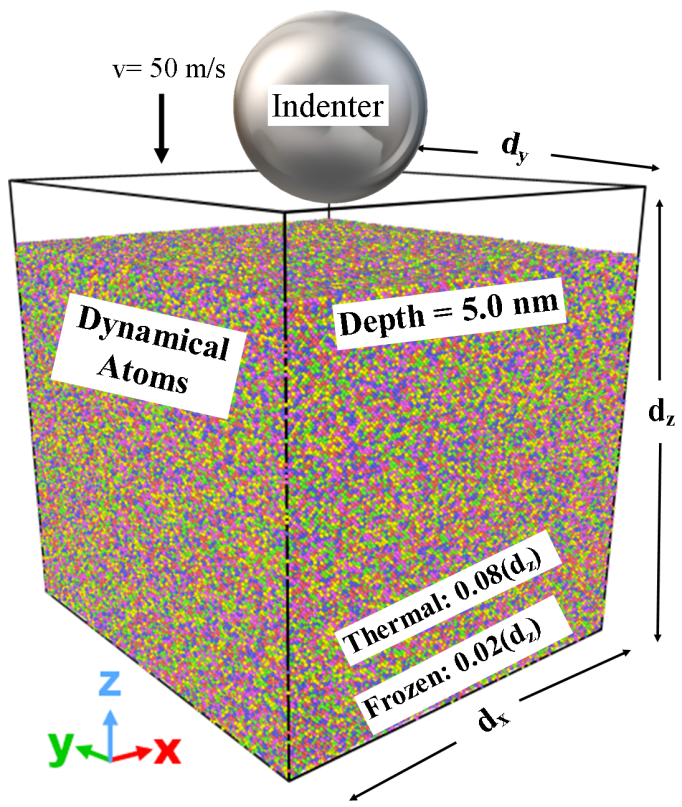 v= 50 m/s
Indenter
dy
Depth = 5.0 nm
Dynamical
Atoms
dz
Thermal: 0.08(dz)
Frozen: 0.02(dz)
z
y
x
dx